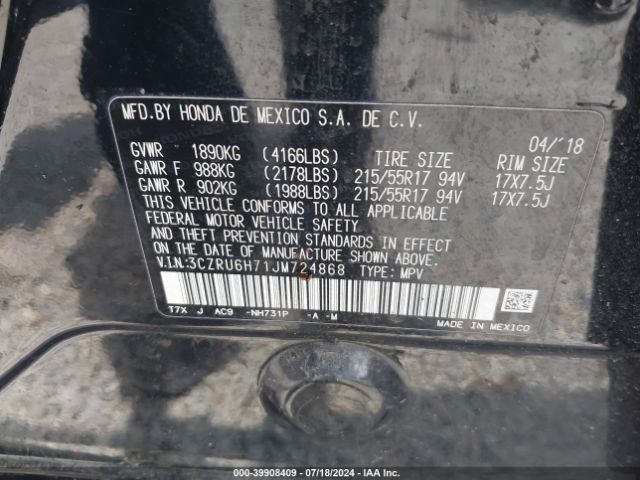 MFD.BY HONDA DE MEXICO S.A. DE C.V.
04/'18
GVWR 1890KG (4166LBS) TIRE SIZE RIM SIZE
GAWR F 988KG (2178LBS) 215/55R17 94V 17X7.5J
GAWR R 902KG (1988LBS) 215/55R17 94V 17X7.5J
THIS VEHICLE CONFORMS TO ALL APPLICABLE
FEDERAL MOTOR VEHICLE SAFETY
AND THEFT PREVENTION STANDARDS IN EFFECT
ON THE DATE OF MANUFACTURE SHOWN ABOVE.
V.I.N:3CZRU6H71JM724868 TYPE: MPV
T7X J AC9 -NH731P -A -M
MADE IN MEXICO
000-39908409 - 07/18/2024 - IAA Inc.